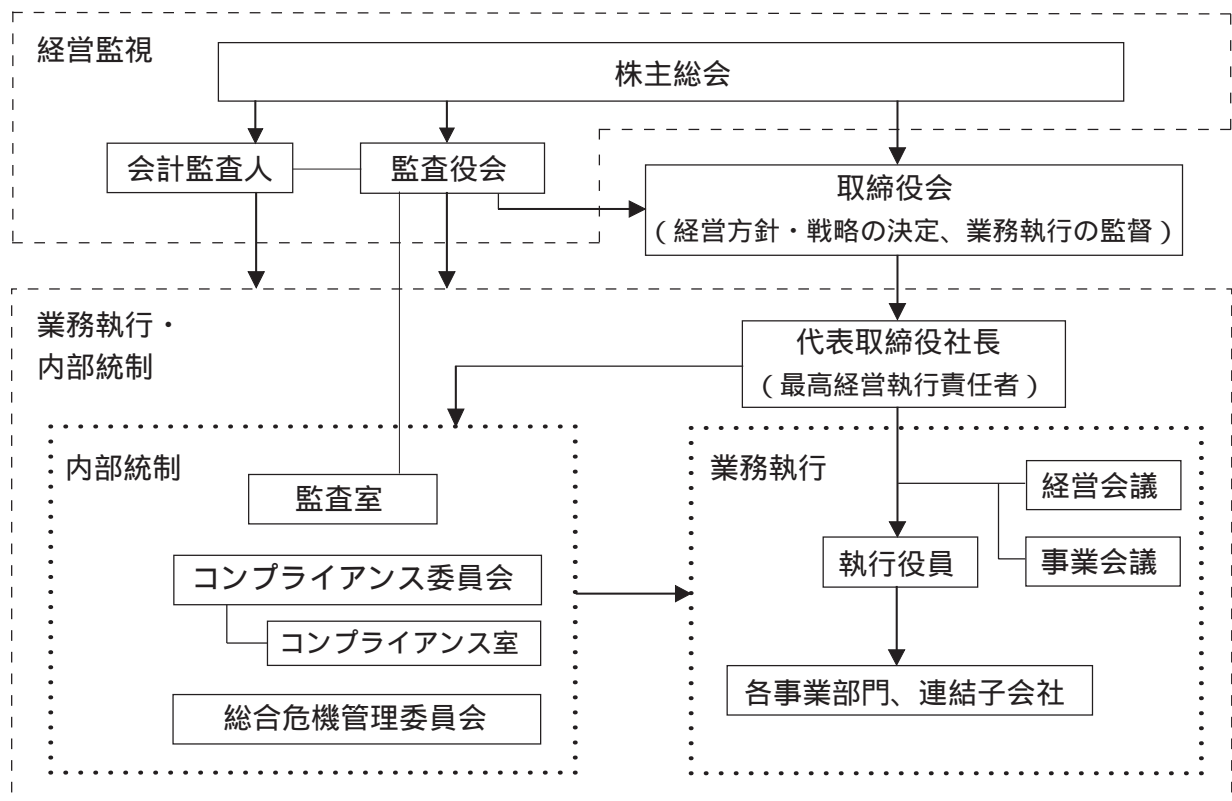 経営監視
株主総会
会計監査人
監査役会
取締役会
(経営方針・戦略の決定、業務執行の監督)
業務執行・
内部統制
代表取締役社長
(最高経営執行責任者)
内部統制
監査室
コンプライアンス委員会
コンプライアンス室
総合危機管理委員会
業務執行
経営会議
執行役員
事業会議
各事業部門、連結子会社